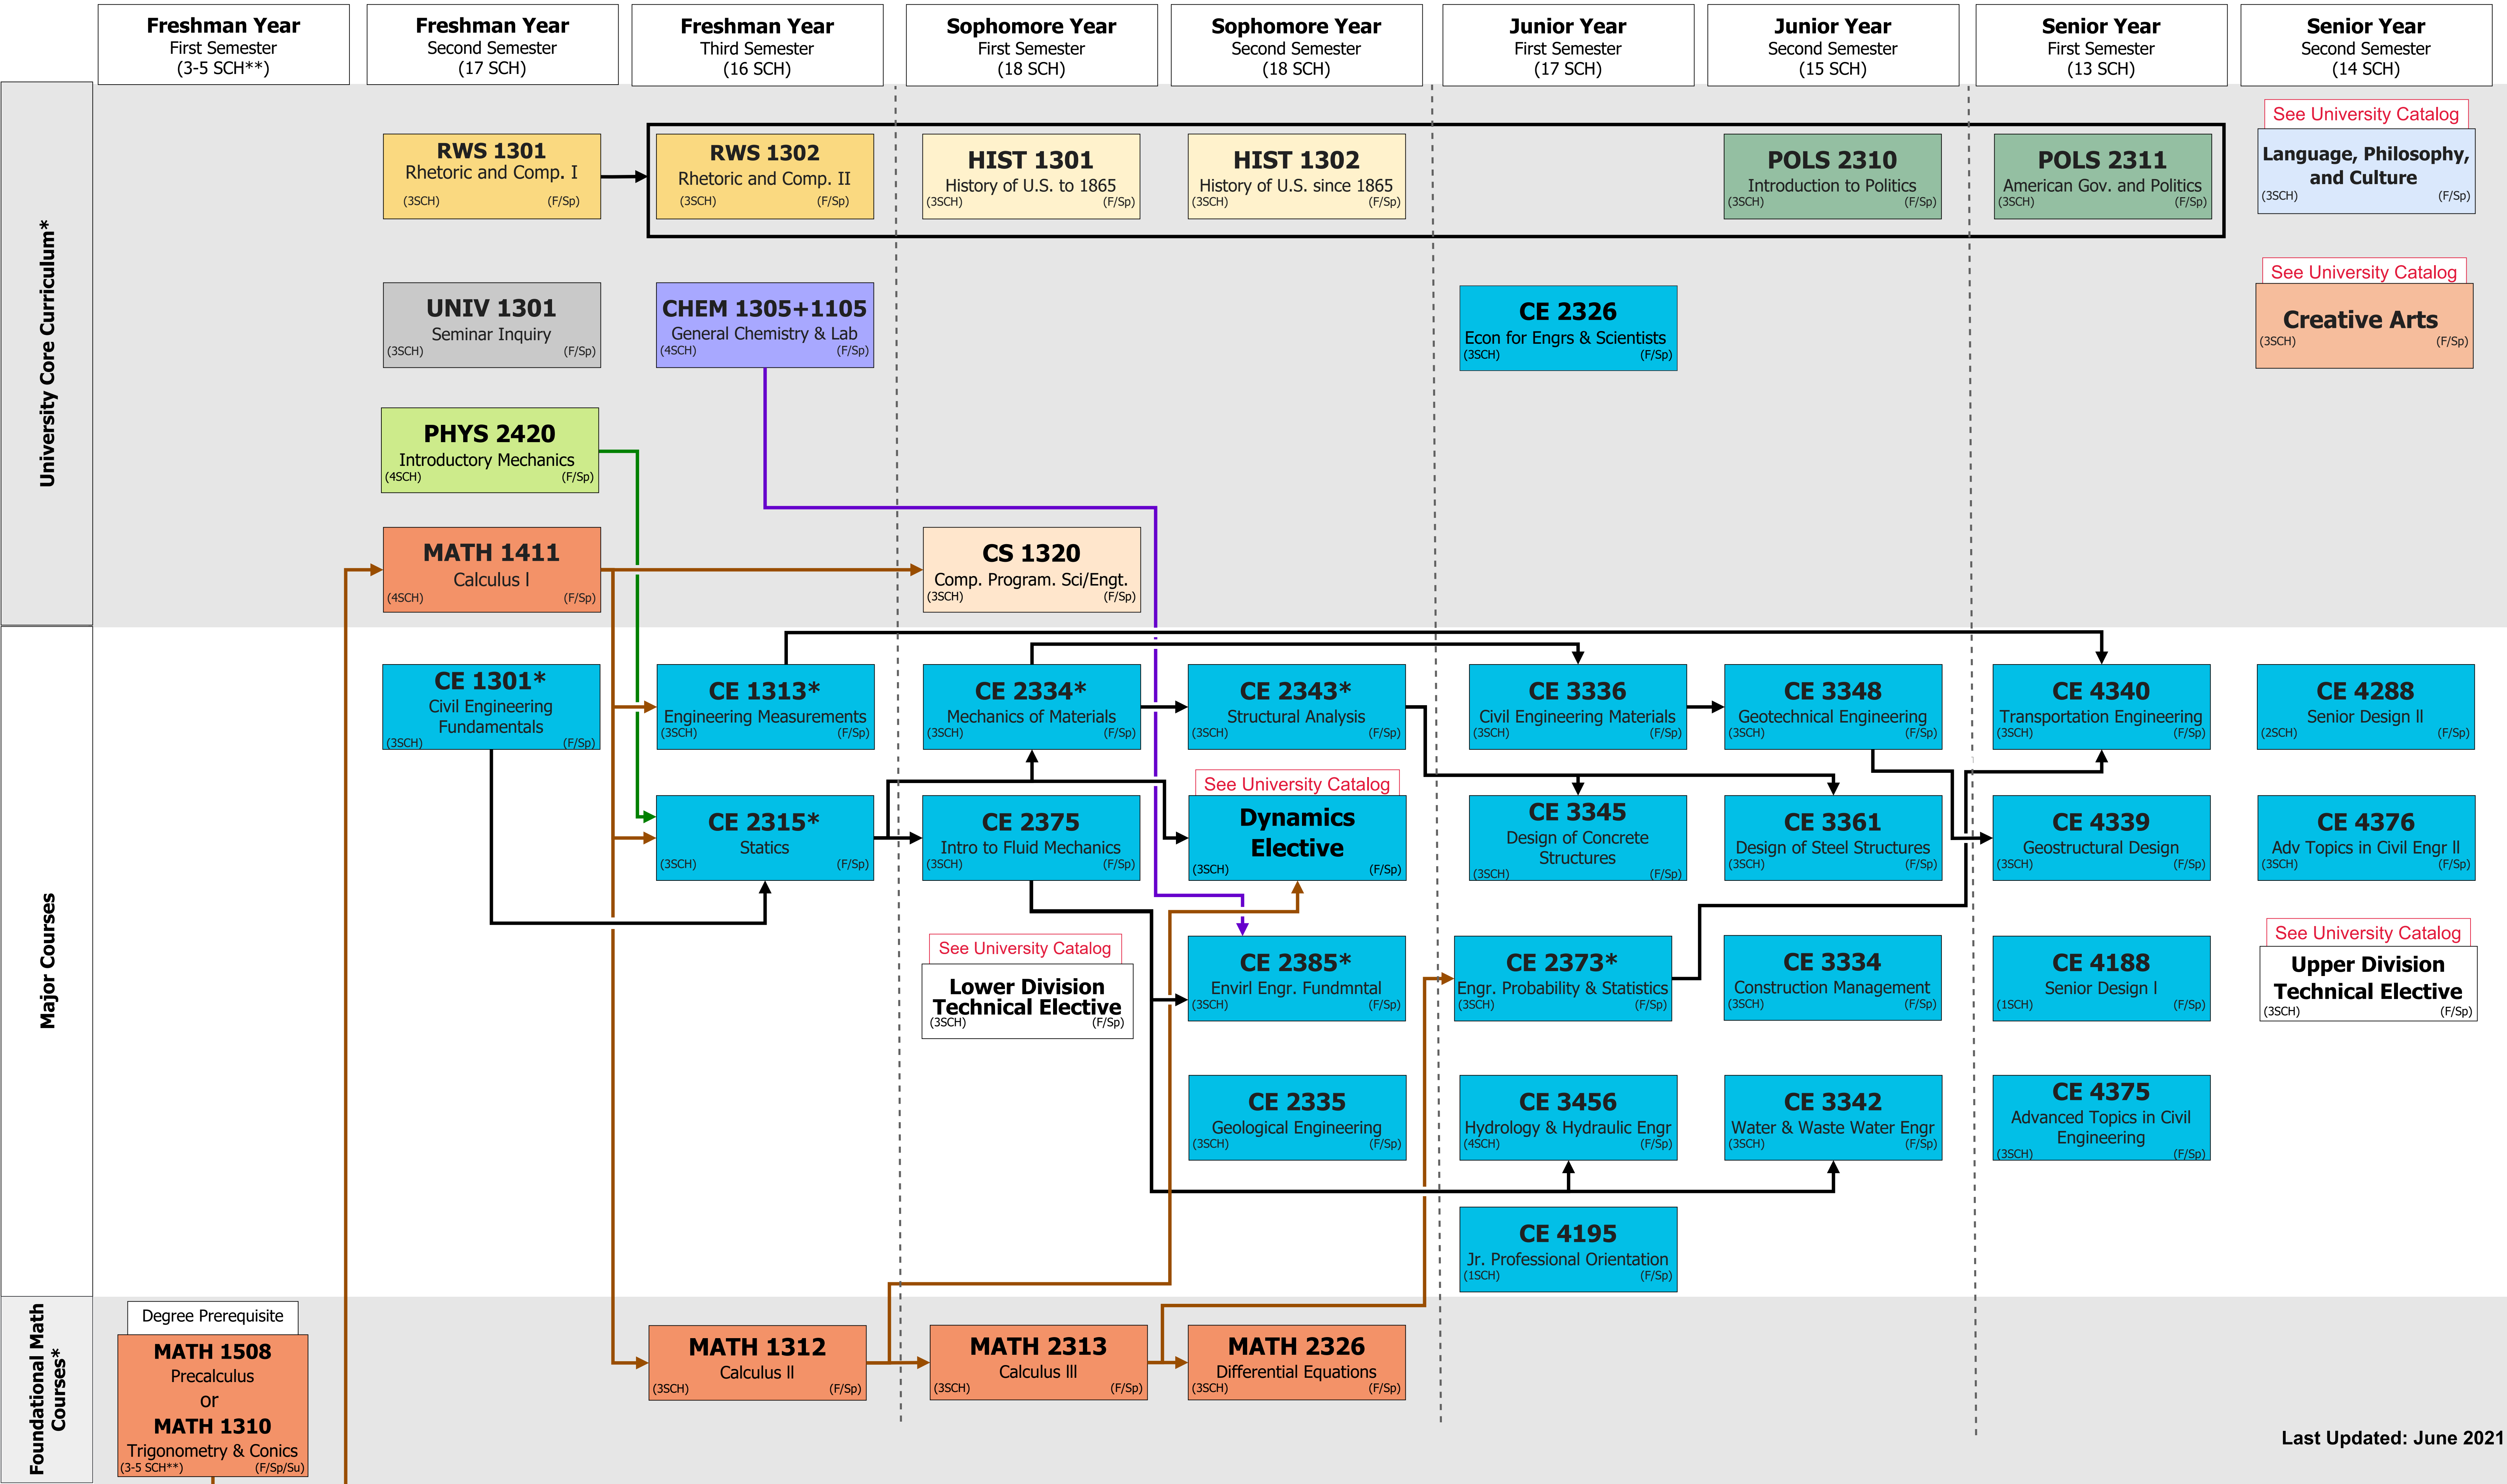 Freshman Year
First Semester
(3-5 SCH**)
Freshman Year
Second Semester
(17 SCH)
Freshman Year
Third Semester
(16 SCH)
Sophomore Year
First Semester
(18 SCH)
Sophomore Year
Second Semester
(18 SCH)
Junior Year
First Semester
(17 SCH)
Junior Year
Second Semester
(15 SCH)
Senior Year
First Semester
(13 SCH)
Senior Year
Second Semester
(14 SCH)
University Core Curriculum*
RWS 1301
Rhetoric and Comp. I
(3SCH) (F/Sp)
RWS 1302
Rhetoric and Comp. II
(3SCH) (F/Sp)
HIST 1301
History of U.S. to 1865
(3SCH) (F/Sp)
HIST 1302
History of U.S. since 1865
(3SCH) (F/Sp)
POLS 2310
Introduction to Politics
(3SCH) (F/Sp)
POLS 2311
American Gov. and Politics
(3SCH) (F/Sp)
See University Catalog
Language, Philosophy,
and Culture
(3SCH) (F/Sp)
UNIV 1301
Seminar Inquiry
(3SCH) (F/Sp)
CHEM 1305+1105
General Chemistry & Lab
(4SCH) (F/Sp)
CE 2326
Econ for Engrs & Scientists
(3SCH) (F/Sp)
See University Catalog
Creative Arts
(3SCH) (F/Sp)
PHYS 2420
Introductory Mechanics
(4SCH) (F/Sp)
MATH 1411
Calculus I
(4SCH) (F/Sp)
CS 1320
Comp. Program. Sci/Engt.
(3SCH) (F/Sp)
Major Courses
CE 1301*
Civil Engineering
Fundamentals
(3SCH) (F/Sp)
CE 1313*
Engineering Measurements
(3SCH) (F/Sp)
CE 2334*
Mechanics of Materials
(3SCH) (F/Sp)
CE 2343*
Structural Analysis
(3SCH) (F/Sp)
CE 3336
Civil Engineering Materials
(3SCH) (F/Sp)
CE 3348
Geotechnical Engineering
(3SCH) (F/Sp)
CE 4340
Transportation Engineering
(3SCH) (F/Sp)
CE 4288
Senior Design II
(2SCH) (F/Sp)
CE 2315*
Statics
(3SCH) (F/Sp)
CE 2375
Intro to Fluid Mechanics
(3SCH) (F/Sp)
See University Catalog
Dynamics
Elective
(3SCH) (F/Sp)
CE 3345
Design of Concrete
Structures
(3SCH) (F/Sp)
CE 3361
Design of Steel Structures
(3SCH) (F/Sp)
CE 4339
Geostructural Design
(3SCH) (F/Sp)
CE 4376
Adv Topics in Civil Engr II
(3SCH) (F/Sp)
See University Catalog
Lower Division
Technical Elective
(3SCH) (F/Sp)
CE 2385*
Envirl Engr. Fundmntal
(3SCH) (F/Sp)
CE 2373*
Engr. Probability & Statistics
(3SCH) (F/Sp)
CE 3334
Construction Management
(3SCH) (F/Sp)
CE 4188
Senior Design I
(1SCH) (F/Sp)
See University Catalog
Upper Division
Technical Elective
(3SCH) (F/Sp)
CE 2335
Geological Engineering
(3SCH) (F/Sp)
CE 3456
Hydrology & Hydraulic Engr
(4SCH) (F/Sp)
CE 3342
Water & Waste Water Engr
(3SCH) (F/Sp)
CE 4375
Advanced Topics in Civil
Engineering
(3SCH) (F/Sp)
CE 4195
Jr. Professional Orientation
(1SCH) (F/Sp)
Foundational Math
Courses*
Degree Prerequisite
MATH 1508
Precalculus
or
MATH 1310
Trigonometry & Conics
(3-5 SCH**) (F/Sp/Su)
MATH 1312
Calculus II
(3SCH) (F/Sp)
MATH 2313
Calculus III
(3SCH) (F/Sp)
MATH 2326
Differential Equations
(3SCH) (F/Sp)
Last Updated: June 2021